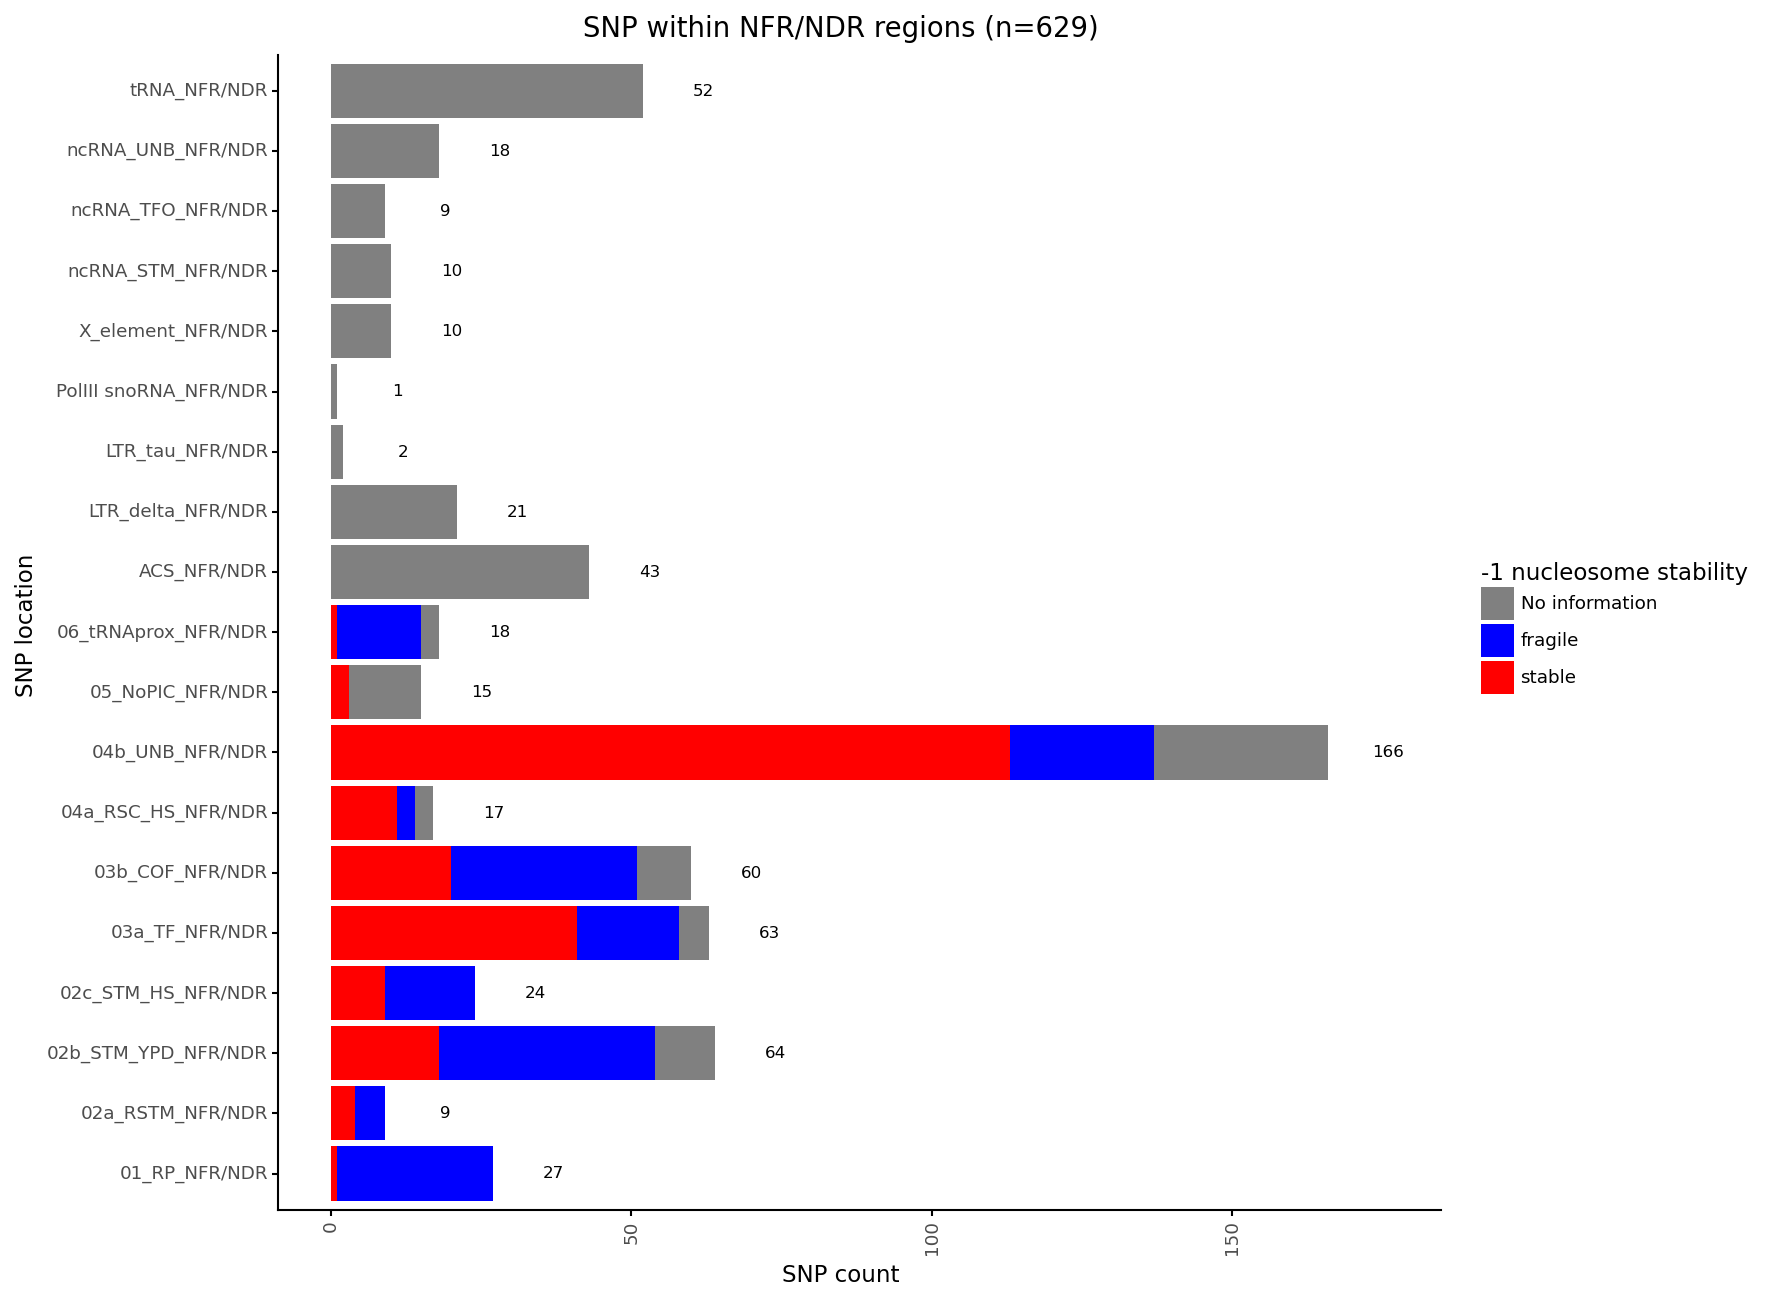 SNP within NFR/NDR regions (n=629)
tRNA_NFR/NDR 52
ncRNA_UNB_NFR/NDR 18
ncRNA_TFO_NFR/NDR 9
ncRNA_STM_NFR/NDR 10
X_element_NFR/NDR 10
PolIII snoRNA_NFR/NDR 1
LTR_tau_NFR/NDR 2
LTR_delta_NFR/NDR 21
ACS_NFR/NDR 43
06_tRNAprox_NFR/NDR 18
05_NoPIC_NFR/NDR 15
04b_UNB_NFR/NDR 166
04a_RSC_HS_NFR/NDR 17
03b_COF_NFR/NDR 60
03a_TF_NFR/NDR 63
02c_STM_HS_NFR/NDR 24
02b_STM_YPD_NFR/NDR 64
02a_RSTM_NFR/NDR 9
01_RP_NFR/NDR 27
0 50 100 150
SNP count
SNP location
-1 nucleosome stability
No information
fragile
stable